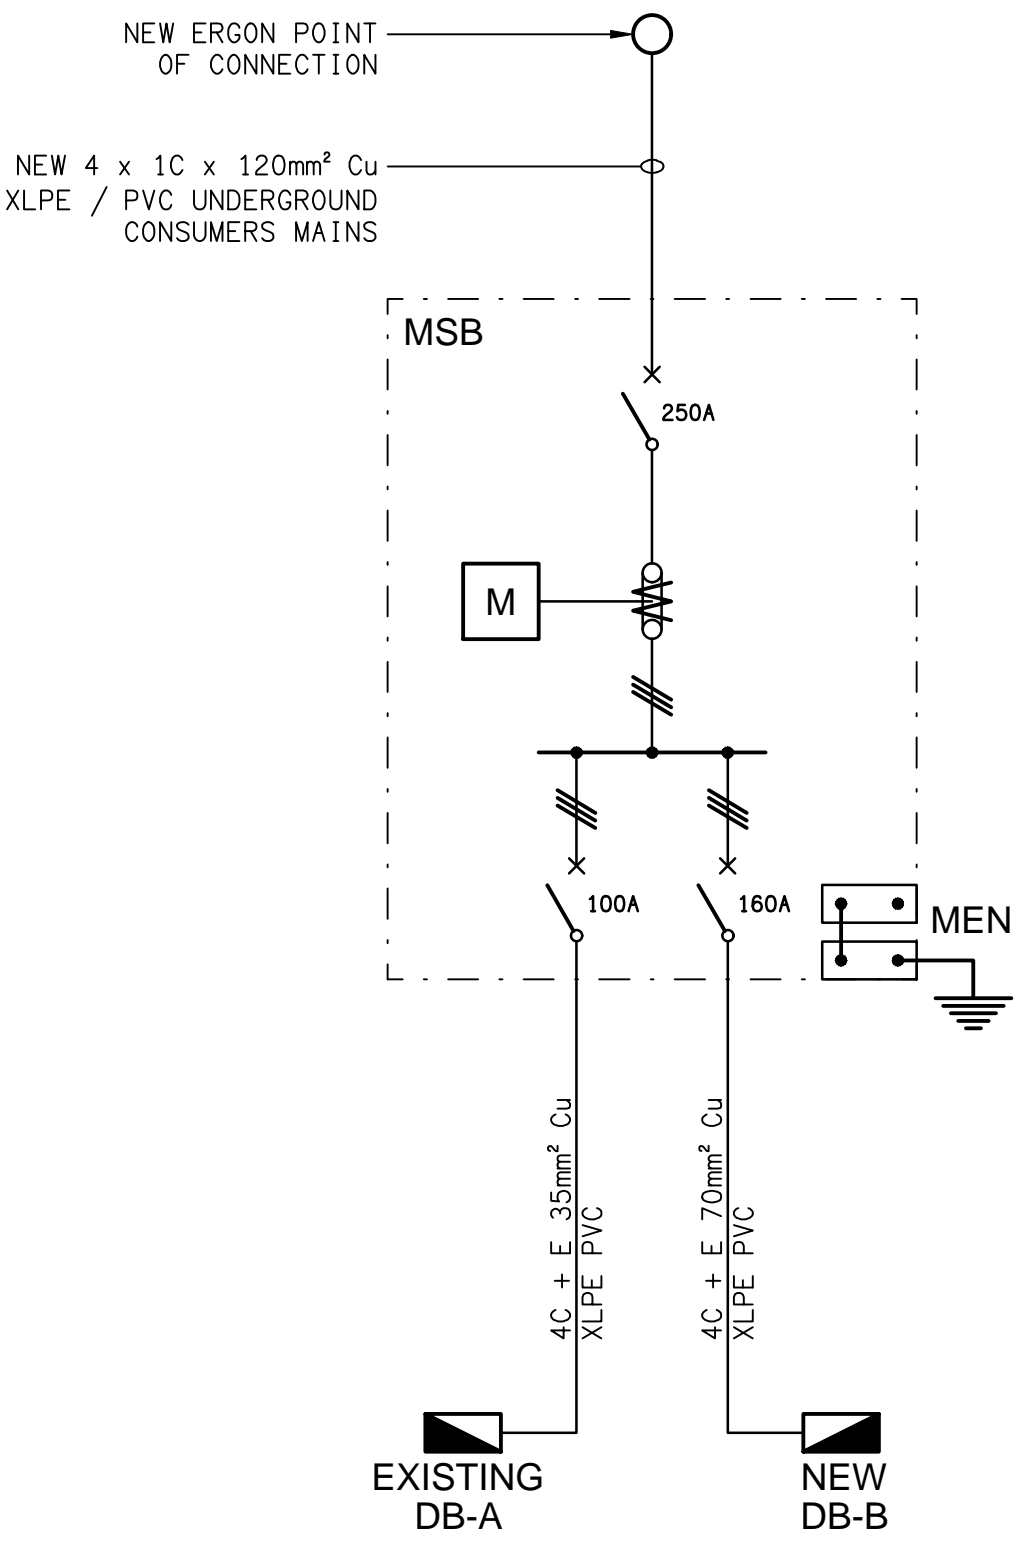 NEW ERGON POINT
OF CONNECTION
NEW 4 x 1C x 120mm² Cu
XLPE / PVC UNDERGROUND
CONSUMERS MAINS
MSB
250A
M
100A
160A
MEN
4C + E 35mm² Cu
XLPE PVC
4C + E 70mm² Cu
XLPE PVC
EXISTING
DB-A
NEW
DB-B